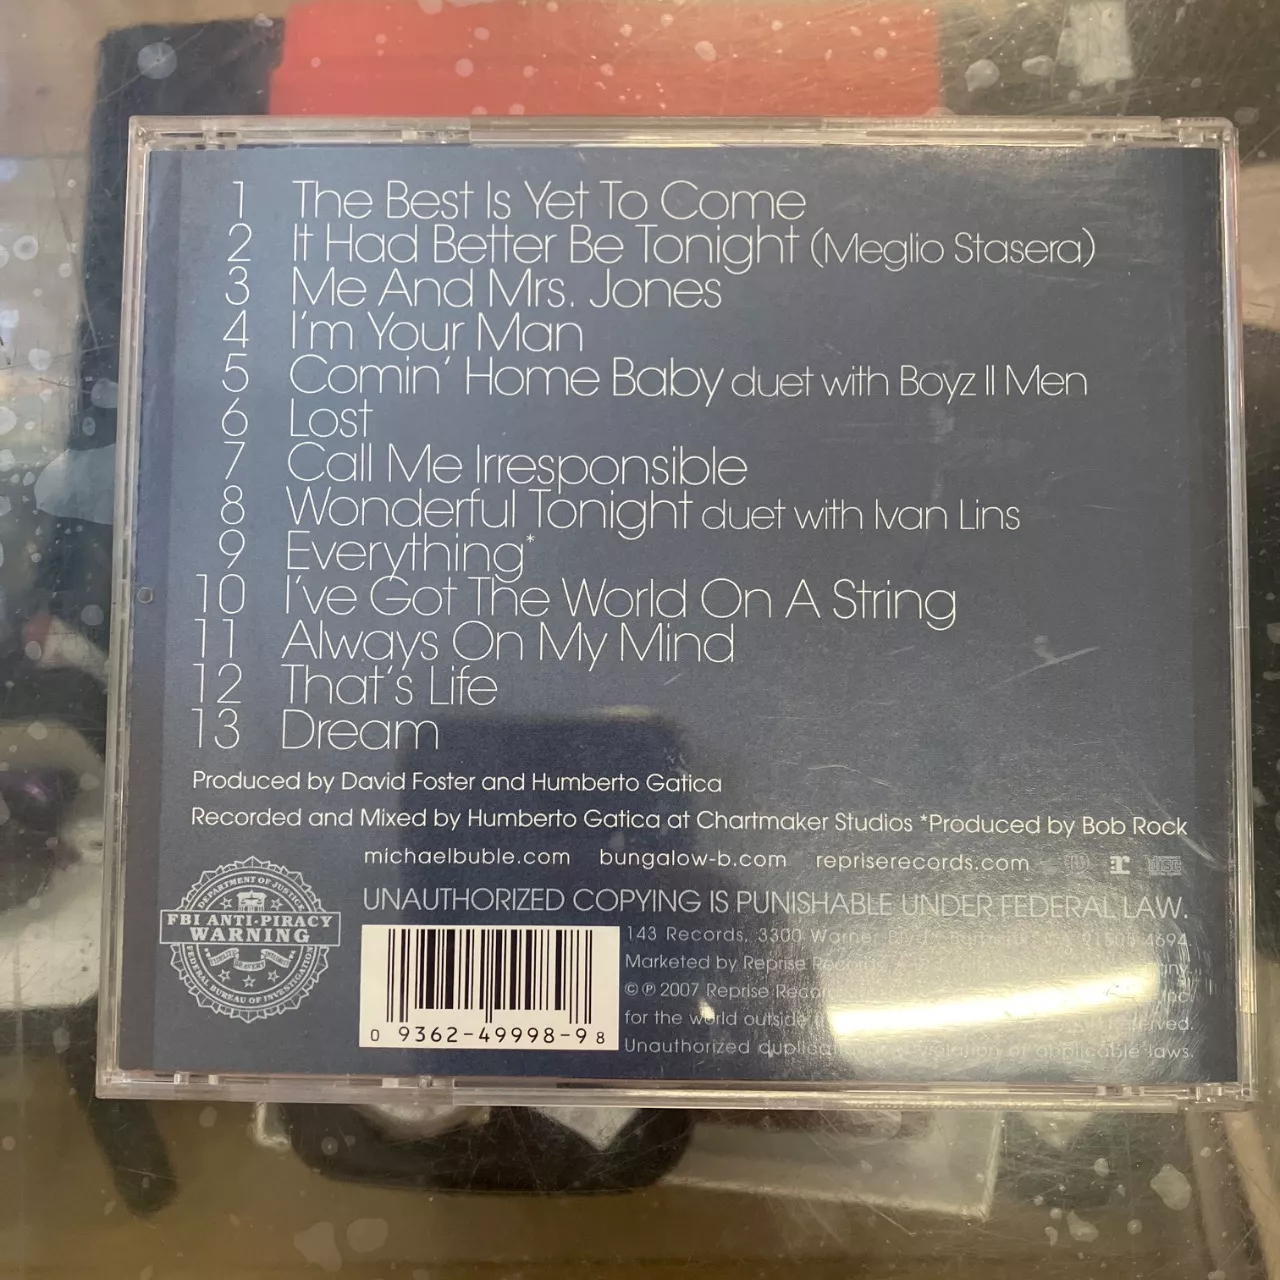 1 The Best Is Yet To Come
2 It Had Better Be Tonight (Meglio Stasera)
3 Me And Mrs. Jones
4 I'm Your Man
5 Comin' Home Baby duet with Boyz II Men
6 Lost
7 Call Me Irresponsible
8 Wonderful Tonight duet with Ivan Lins
9 Everything*
10 I've Got The World On A String
11 Always On My Mind
12 That's Life
13 Dream
Produced by David Foster and Humberto Gatica
Recorded and Mixed by Humberto Gatica at Chartmaker Studios *Produced by Bob Rock
michaelbuble.com bungalow-b.com repriserecords.com
DEPARTMENT OF JUSTICE
FBI ANTI-PIRACY
WARNING
FEDERAL BUREAU OF INVESTIGATION
UNAUTHORIZED COPYING IS PUNISHABLE UNDER FEDERAL LAW.
143 Records, 3300 Warner
Marketed by Reprise
© ℗ 2007 Reprise
for the world outside
Unauthorized or applicable laws.
0 9362-49998-9 8